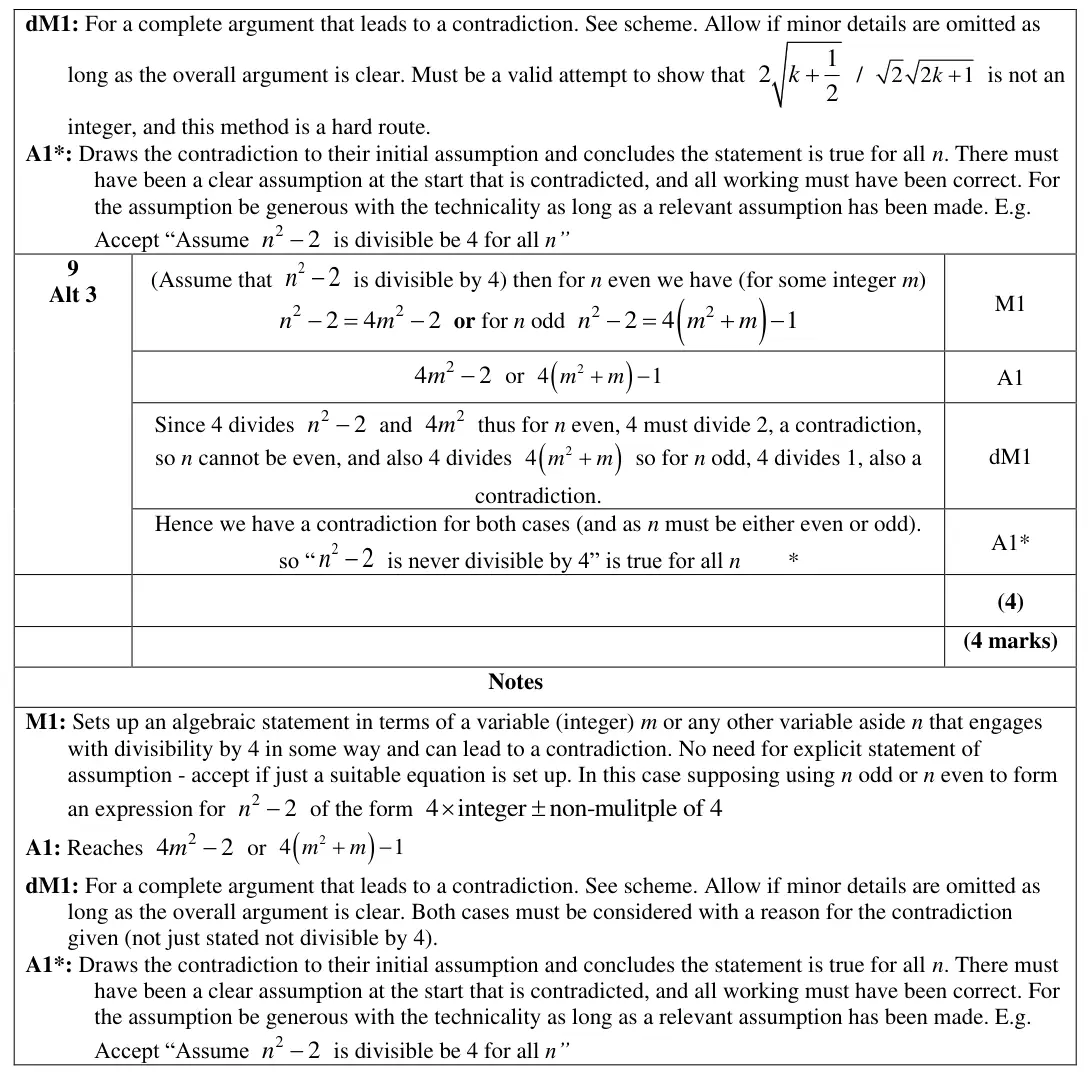 dM1: For a complete argument that leads to a contradiction. See scheme. Allow if minor details are omitted as
long as the overall argument is clear. Must be a valid attempt to show that 2√(k + 1/2) / √2√(2k+1) is not an
integer, and this method is a hard route.
A1*: Draws the contradiction to their initial assumption and concludes the statement is true for all n. There must
have been a clear assumption at the start that is contradicted, and all working must have been correct. For
the assumption be generous with the technicality as long as a relevant assumption has been made. E.g.
Accept “Assume n² − 2 is divisible be 4 for all n”
9
Alt 3
(Assume that n² − 2 is divisible by 4) then for n even we have (for some integer m)
n² − 2 = 4m² − 2 or for n odd n² − 2 = 4(m² + m) − 1
M1
4m² − 2 or 4(m² + m) − 1
A1
Since 4 divides n² − 2 and 4m² thus for n even, 4 must divide 2, a contradiction,
so n cannot be even, and also 4 divides 4(m² + m) so for n odd, 4 divides 1, also a
contradiction.
dM1
Hence we have a contradiction for both cases (and as n must be either even or odd).
so “n² − 2 is never divisible by 4” is true for all n *
A1*
(4)
(4 marks)
Notes
M1: Sets up an algebraic statement in terms of a variable (integer) m or any other variable aside n that engages
with divisibility by 4 in some way and can lead to a contradiction. No need for explicit statement of
assumption - accept if just a suitable equation is set up. In this case supposing using n odd or n even to form
an expression for n² − 2 of the form 4×integer ± non-mulitple of 4
A1: Reaches 4m² − 2 or 4(m² + m) − 1
dM1: For a complete argument that leads to a contradiction. See scheme. Allow if minor details are omitted as
long as the overall argument is clear. Both cases must be considered with a reason for the contradiction
given (not just stated not divisible by 4).
A1*: Draws the contradiction to their initial assumption and concludes the statement is true for all n. There must
have been a clear assumption at the start that is contradicted, and all working must have been correct. For
the assumption be generous with the technicality as long as a relevant assumption has been made. E.g.
Accept “Assume n² − 2 is divisible be 4 for all n”